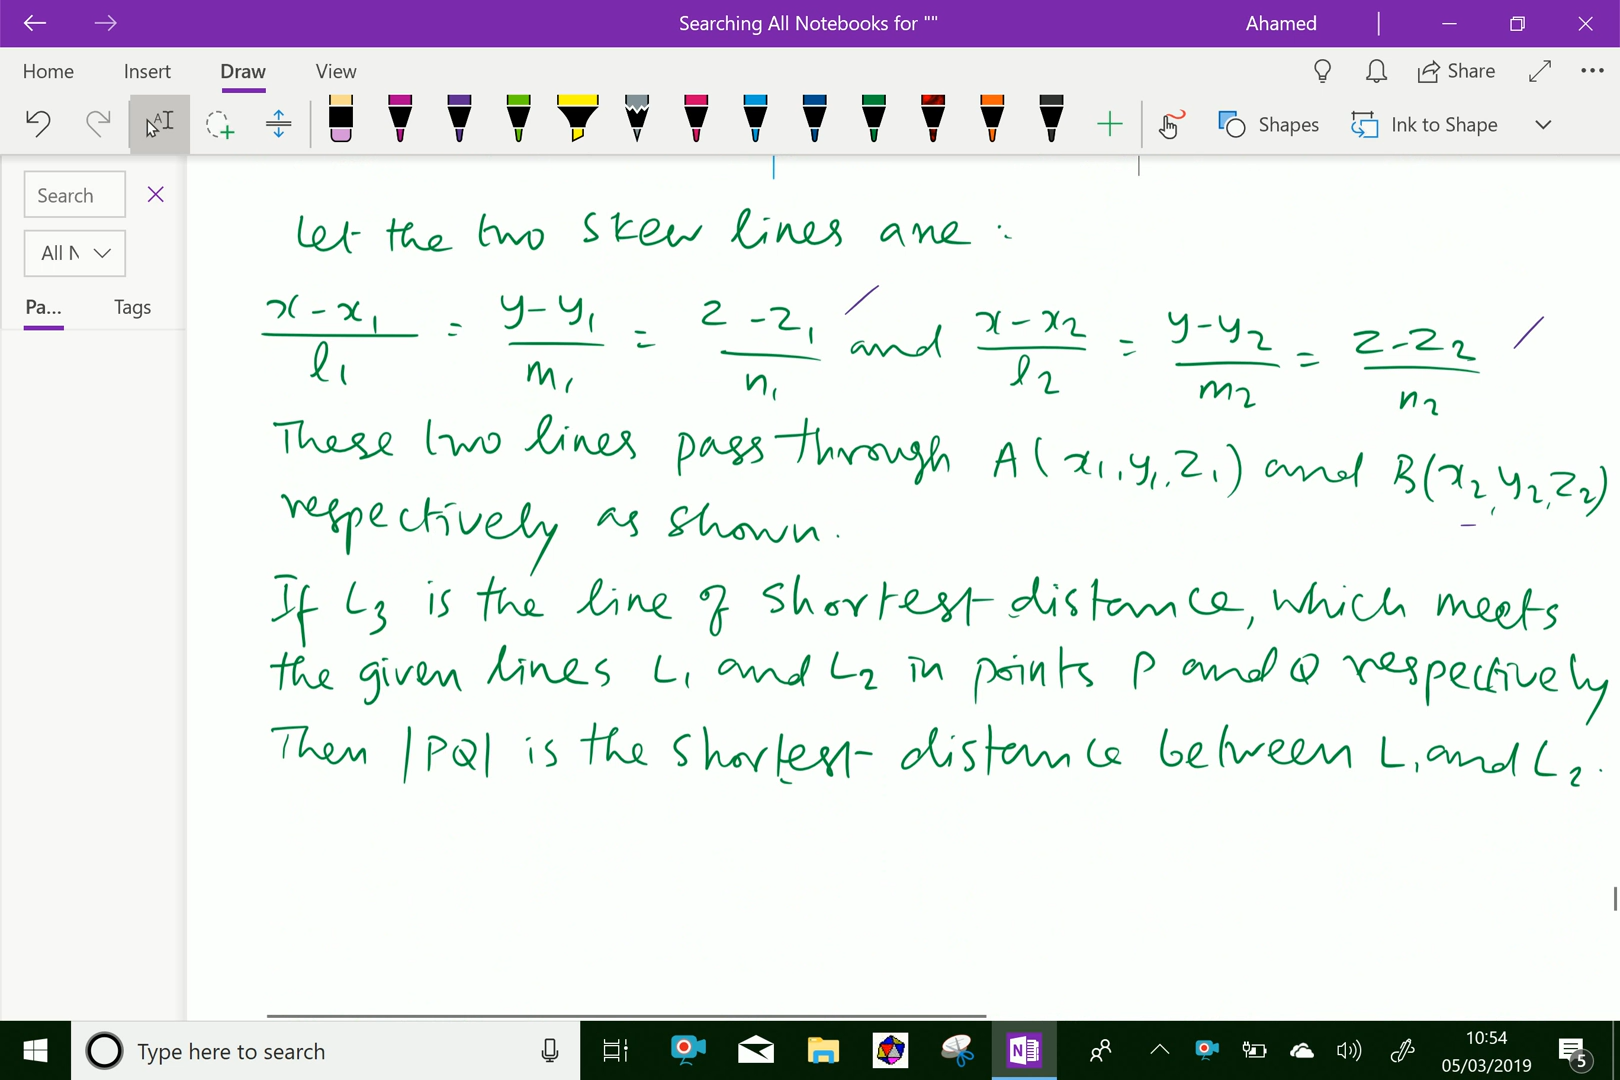 Searching All Notebooks for ""
Ahamed
Home Insert Draw View
Share
Shapes
Ink to Shape
Search
All N
Pa... Tags
Let the two skew lines are :
x-x₁/l₁ = y-y₁/m₁ = z-z₁/n₁ and x-x₂/l₂ = y-y₂/m₂ = z-z₂/n₂
These two lines pass through A(x₁,y₁,z₁) and B(x₂,y₂,z₂)
respectively as shown.
If L₃ is the line of shortest distance, which meets
the given lines L₁ and L₂ in points P and Q respectively
Then |PQ| is the shortest distance between L₁ and L₂.
Type here to search
N
10:54
05/03/2019
5